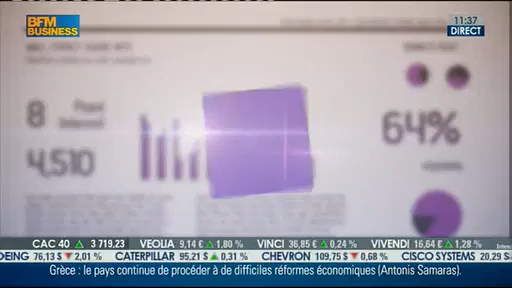 BFM
BUSINESS
11:37
DIRECT
8
4,510
64%
CAC 40 3 719,23 VEOLIA 9,14 € 1,80 % VINCI 36,85 € 0,24 % VIVENDI 16,64 € 1,28 %
OEING 76,13 $ 2,01 % CATERPILLAR 95,21 $ 0,31 % CHEVRON 109,75 $ 0,68 % CISCO SYSTEMS 20,29 $
Grèce : le pays continue de procéder à de difficiles réformes économiques (Antonis Samaras).